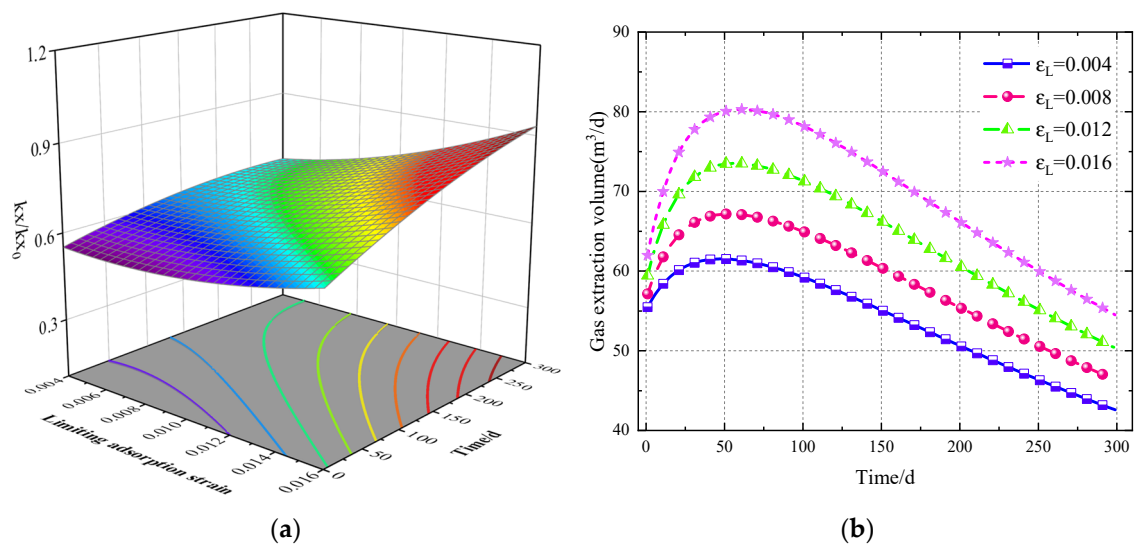 1.2
0.9
0.6
0.3
kx/kx₀
0.004
0.006
0.008
0.010
0.012
0.014
0.016
Limiting adsorption strain
0
50
100
150
200
250
300
Time/d
(a)
90
80
70
60
50
40
Gas extraction volume(m³/d)
εL=0.004
εL=0.008
εL=0.012
εL=0.016
0 50 100 150 200 250 300
Time/d
(b)